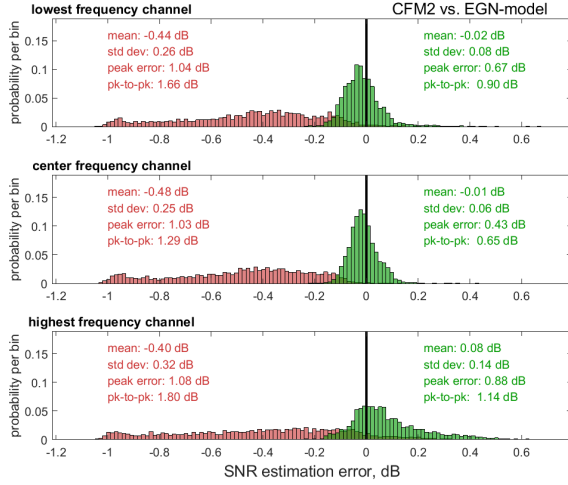 lowest frequency channel
CFM2 vs. EGN-model
probability per bin
0.15
0.1
0.05
0
mean: -0.44 dB
std dev: 0.26 dB
peak error: 1.04 dB
pk-to-pk: 1.66 dB
mean: -0.02 dB
std dev: 0.08 dB
peak error: 0.67 dB
pk-to-pk: 0.90 dB
-1.2 -1 -0.8 -0.6 -0.4 -0.2 0 0.2 0.4 0.6
center frequency channel
probability per bin
0.15
0.1
0.05
0
mean: -0.48 dB
std dev: 0.25 dB
peak error: 1.03 dB
pk-to-pk: 1.29 dB
mean: -0.01 dB
std dev: 0.06 dB
peak error: 0.43 dB
pk-to-pk: 0.65 dB
-1.2 -1 -0.8 -0.6 -0.4 -0.2 0 0.2 0.4 0.6
highest frequency channel
probability per bin
0.15
0.1
0.05
0
mean: -0.40 dB
std dev: 0.32 dB
peak error: 1.08 dB
pk-to-pk: 1.80 dB
mean: 0.08 dB
std dev: 0.14 dB
peak error: 0.88 dB
pk-to-pk: 1.14 dB
-1.2 -1 -0.8 -0.6 -0.4 -0.2 0 0.2 0.4 0.6
SNR estimation error, dB